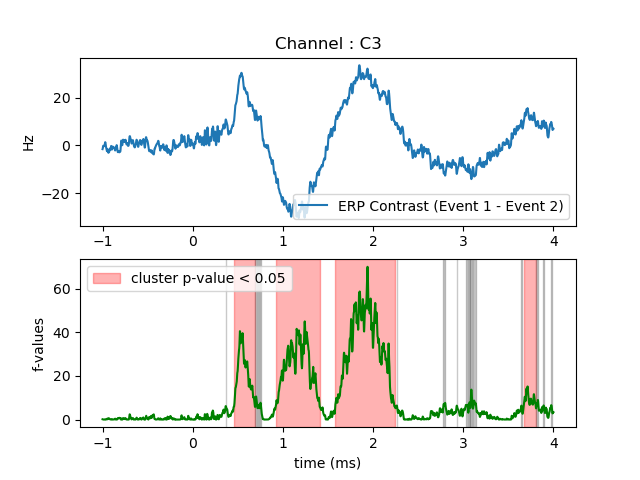 Channel : C3
Hz
20
0
−20
ERP Contrast (Event 1 - Event 2)
−1 0 1 2 3 4
f-values
60
40
20
0
cluster p-value < 0.05
−1 0 1 2 3 4
time (ms)